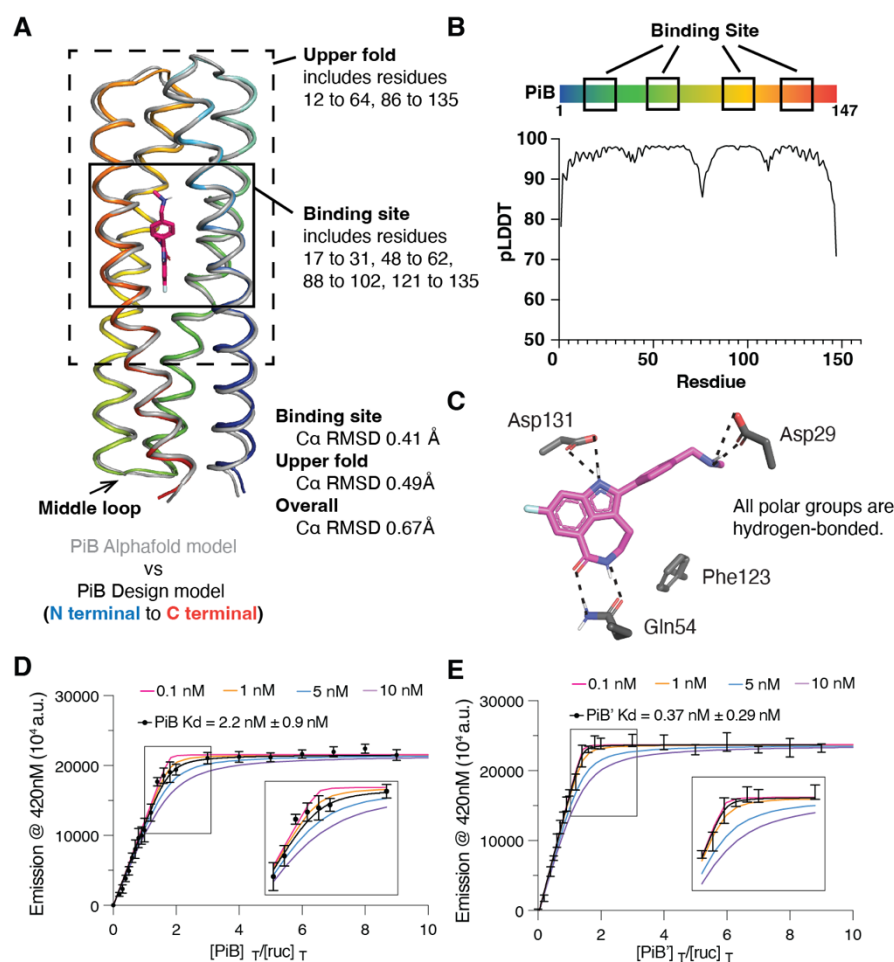 A
Upper fold
includes residues
12 to 64, 86 to 135
Binding site
includes residues
17 to 31, 48 to 62,
88 to 102, 121 to 135
Binding site
Cα RMSD 0.41 Å
Upper fold
Cα RMSD 0.49Å
Overall
Cα RMSD 0.67Å
Middle loop
PiB Alphafold model
vs
PiB Design model
(N terminal to C terminal)
B
Binding Site
PiB
1
147
pLDDT
100
90
80
70
60
50
0
50
100
150
Resdiue
C
Asp131
Asp29
All polar groups are
hydrogen-bonded.
Phe123
Gln54
D
0.1 nM
1 nM
5 nM
10 nM
PiB Kd = 2.2 nM ± 0.9 nM
Emission @ 420nM (10⁴ a.u.)
30000
20000
10000
0
0
2
4
6
8
10
[PiB] T/[ruc] T
E
0.1 nM
1 nM
5 nM
10 nM
PiB' Kd = 0.37 nM ± 0.29 nM
Emission @ 420nM (10⁴ a.u.)
30000
20000
10000
0
0
2
4
6
8
10
[PiB'] T/[ruc] T